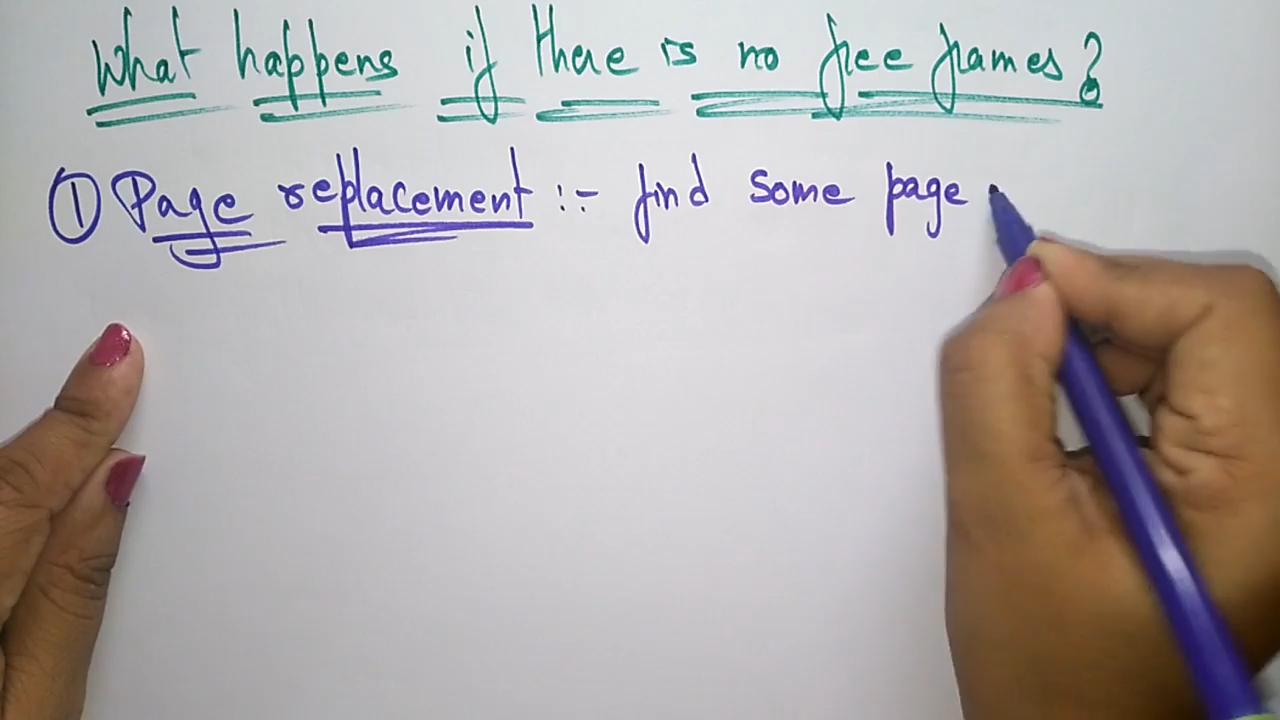 What happens if there is no free frames?
① Page replacement :- find some page